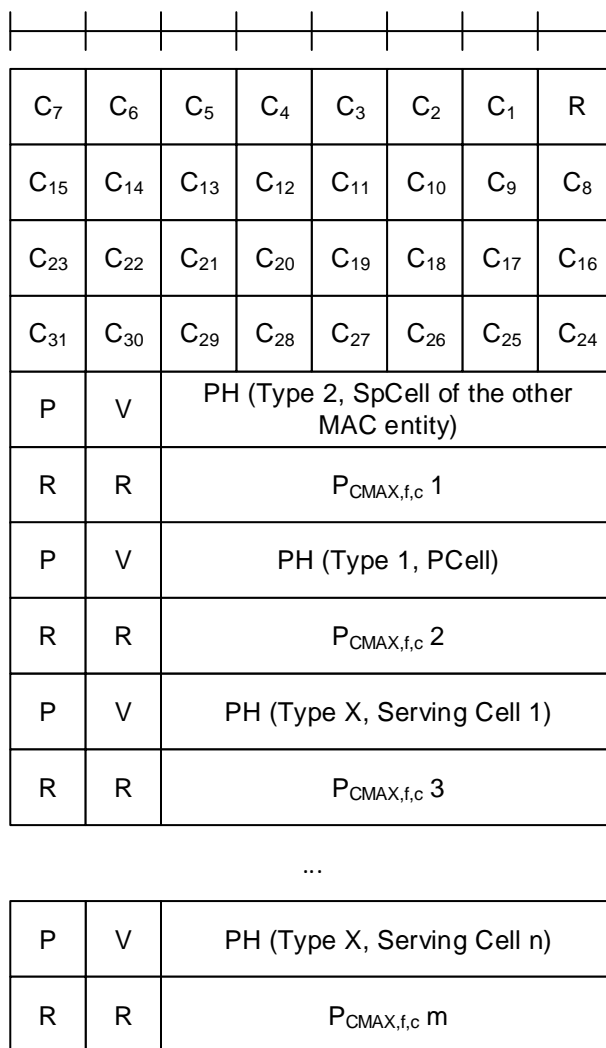 C7 C6 C5 C4 C3 C2 C1 R
C15 C14 C13 C12 C11 C10 C9 C8
C23 C22 C21 C20 C19 C18 C17 C16
C31 C30 C29 C28 C27 C26 C25 C24
P V PH (Type 2, SpCell of the other
MAC entity)
R R PCMAX,f,c 1
P V PH (Type 1, PCell)
R R PCMAX,f,c 2
P V PH (Type X, Serving Cell 1)
R R PCMAX,f,c 3
...
P V PH (Type X, Serving Cell n)
R R PCMAX,f,c m